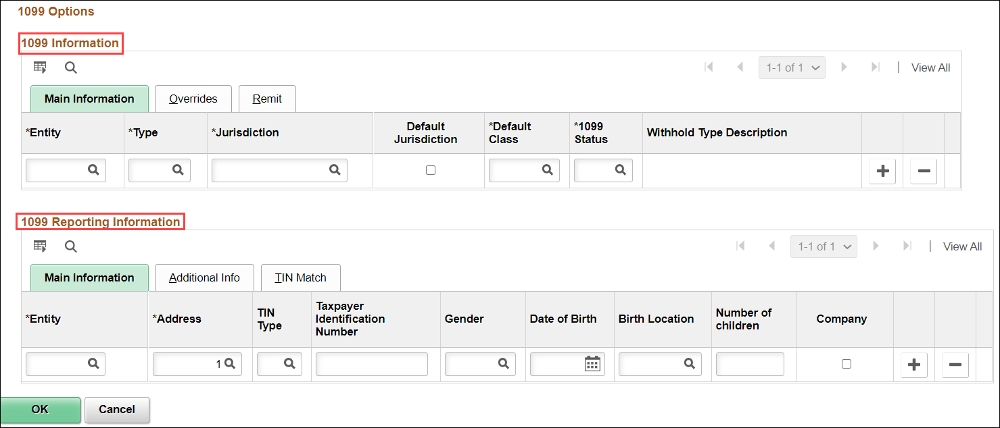 1099 Options
1099 Information
1-1 of 1 | View All
Main Information Overrides Remit
*Entity *Type *Jurisdiction Default Jurisdiction *Default Class *1099 Status Withhold Type Description
1099 Reporting Information
1-1 of 1 | View All
Main Information Additional Info TIN Match
*Entity *Address TIN Type Taxpayer Identification Number Gender Date of Birth Birth Location Number of children Company
1
OK Cancel